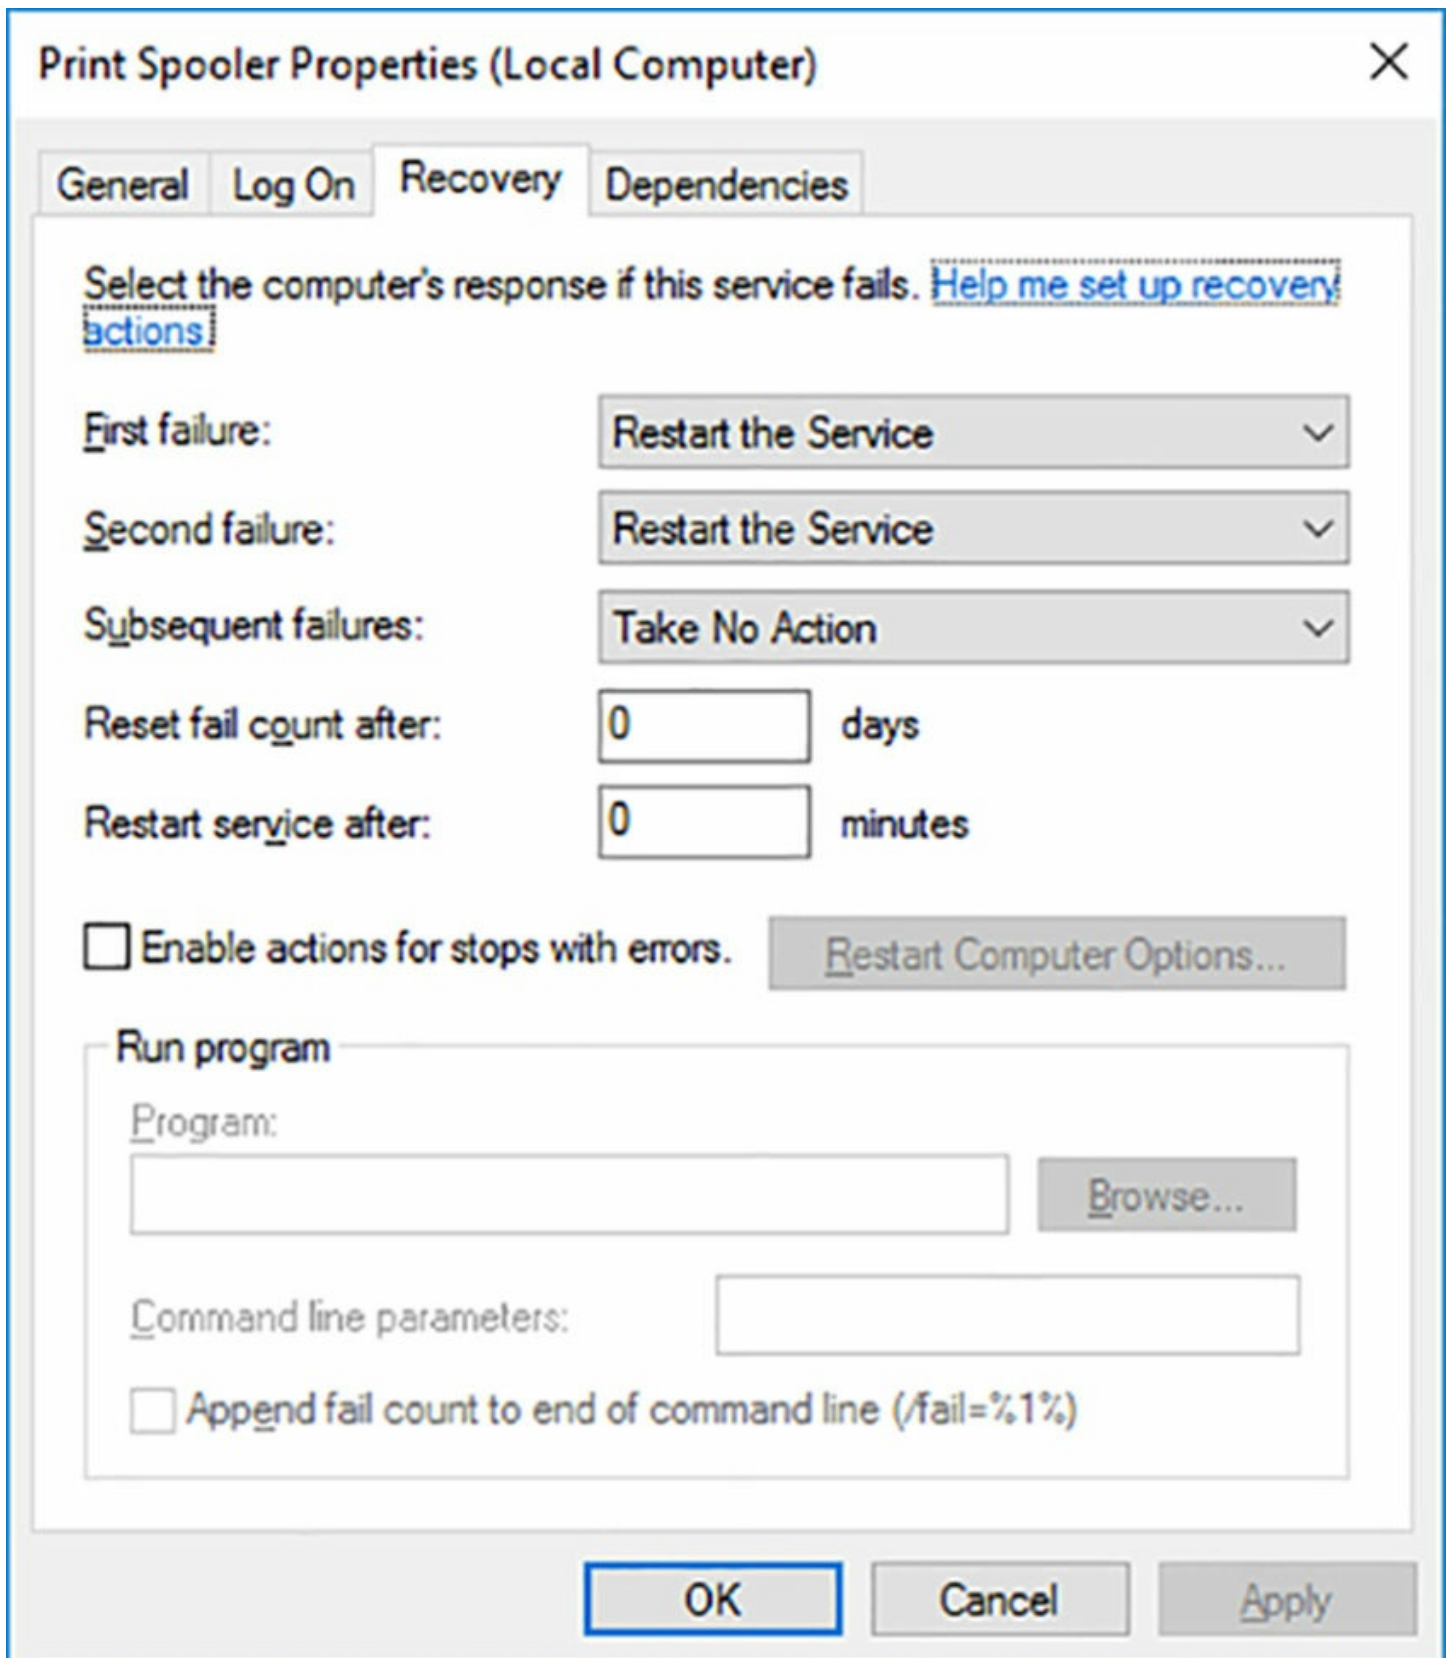 Print Spooler Properties (Local Computer)
General Log On Recovery Dependencies
Select the computer's response if this service fails. Help me set up recovery
actions.
First failure: Restart the Service
Second failure: Restart the Service
Subsequent failures: Take No Action
Reset fail count after: 0 days
Restart service after: 0 minutes
Enable actions for stops with errors. Restart Computer Options...
Run program
Program:
Browse...
Command line parameters:
Append fail count to end of command line (/fail=%1%)
OK Cancel Apply